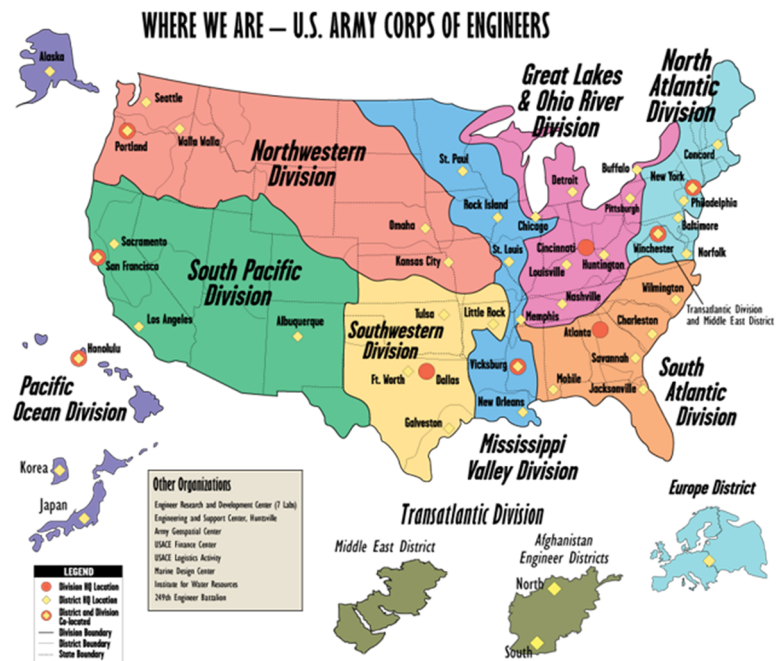 WHERE WE ARE – U.S. ARMY CORPS OF ENGINEERS
Alaska
Seattle
Portland
Walla Walla
Northwestern
Division
Omaha
Kansas City
St. Paul
Rock Island
St. Louis
Great Lakes
& Ohio River
Division
Detroit
Buffalo
Chicago
Pittsburgh
Cincinnati
Louisville
Huntington
Nashville
North
Atlantic
Division
Concord
New York
Philadelphia
Baltimore
Winchester
Norfolk
Transatlantic Division
and Middle East District
Sacramento
San Francisco
South Pacific
Division
Los Angeles
Albuquerque
Tulsa
Little Rock
Southwestern
Division
Ft. Worth
Dallas
Galveston
Memphis
Vicksburg
New Orleans
Mississippi
Valley Division
Wilmington
Charleston
Atlanta
Savannah
Mobile
Jacksonville
South
Atlantic
Division
Honolulu
Pacific
Ocean Division
Korea
Japan
Other Organizations
Engineer Research and Development Center (7 Labs)
Engineering and Support Center, Huntsville
Army Geospatial Center
USACE Finance Center
USACE Logistics Activity
Marine Design Center
Institute for Water Resources
249th Engineer Battalion
Transatlantic Division
Middle East District
Afghanistan
Engineer Districts
North
South
Europe District
LEGEND
Division HQ Location
District HQ Location
District and Division
Co-located
Division Boundary
District Boundary
State Boundary